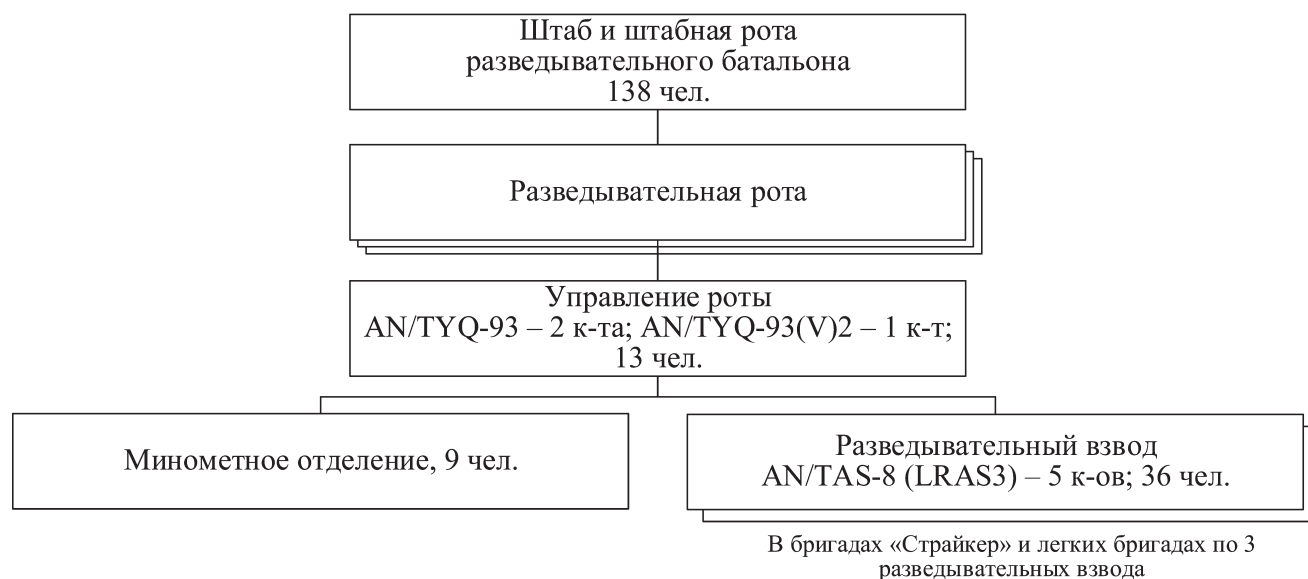 Штаб и штабная рота
разведывательного батальона
138 чел.
Разведывательная рота
Управление роты
AN/TYQ-93 – 2 к-та; AN/TYQ-93(V)2 – 1 к-т;
13 чел.
Минометное отделение, 9 чел.
Разведывательный взвод
AN/TAS-8 (LRAS3) – 5 к-ов; 36 чел.
В бригадах «Страйкер» и легких бригадах по 3
разведывательных взвода